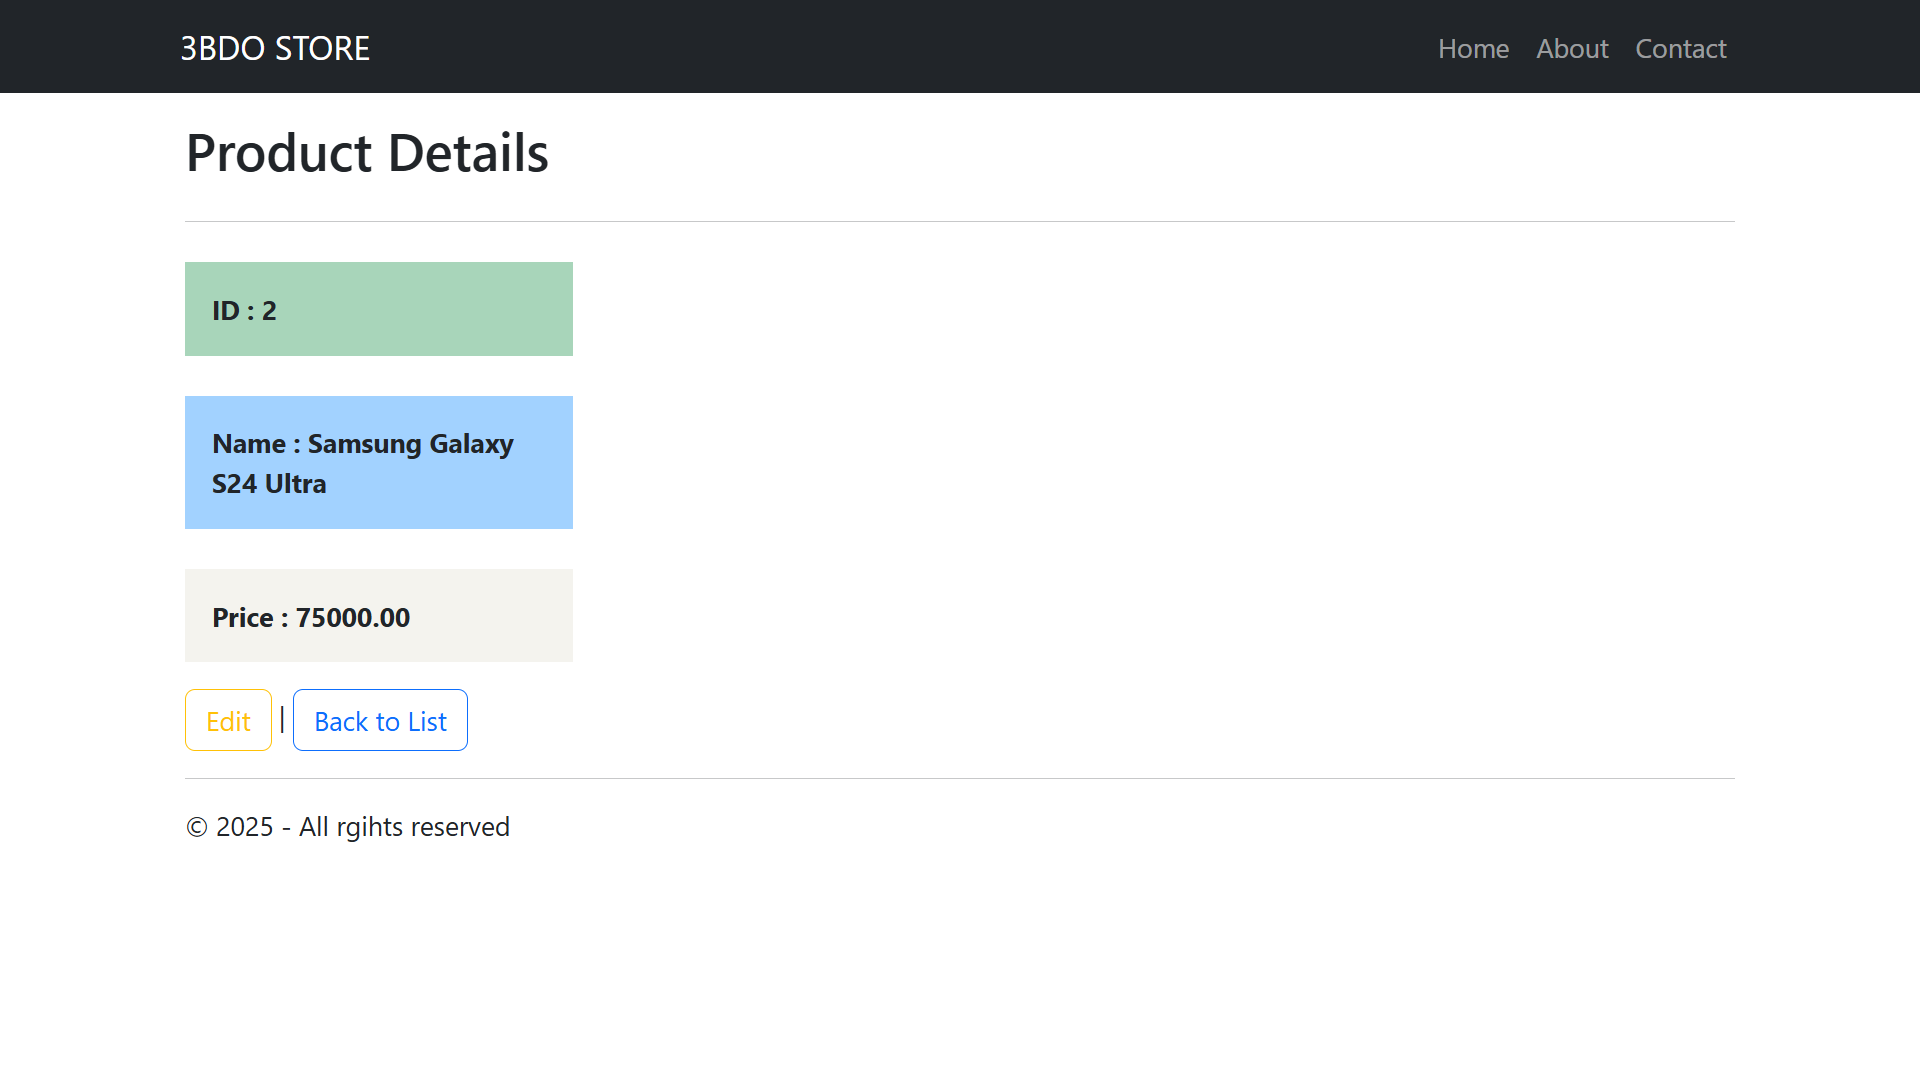 3BDO STORE
Home About Contact
Product Details
ID : 2
Name : Samsung Galaxy
S24 Ultra
Price : 75000.00
Edit | Back to List
© 2025 - All rgihts reserved